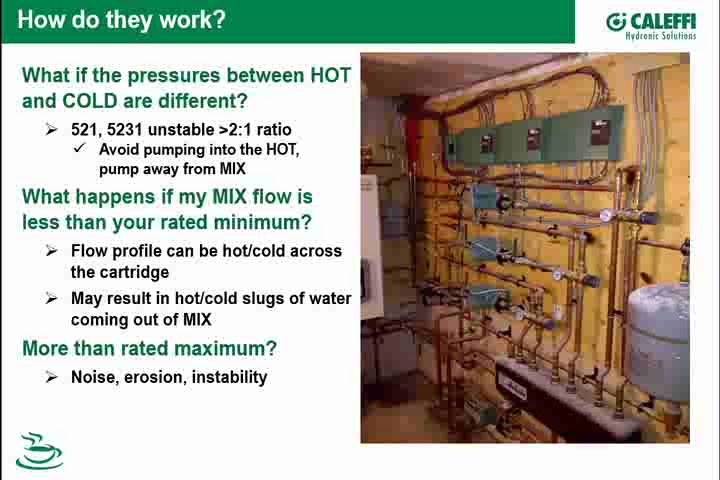 How do they work?
CALEFFI
Hydronic Solutions
What if the pressures between HOT
and COLD are different?
521, 5231 unstable >2:1 ratio
Avoid pumping into the HOT,
pump away from MIX
What happens if my MIX flow is
less than your rated minimum?
Flow profile can be hot/cold across
the cartridge
May result in hot/cold slugs of water
coming out of MIX
More than rated maximum?
Noise, erosion, instability